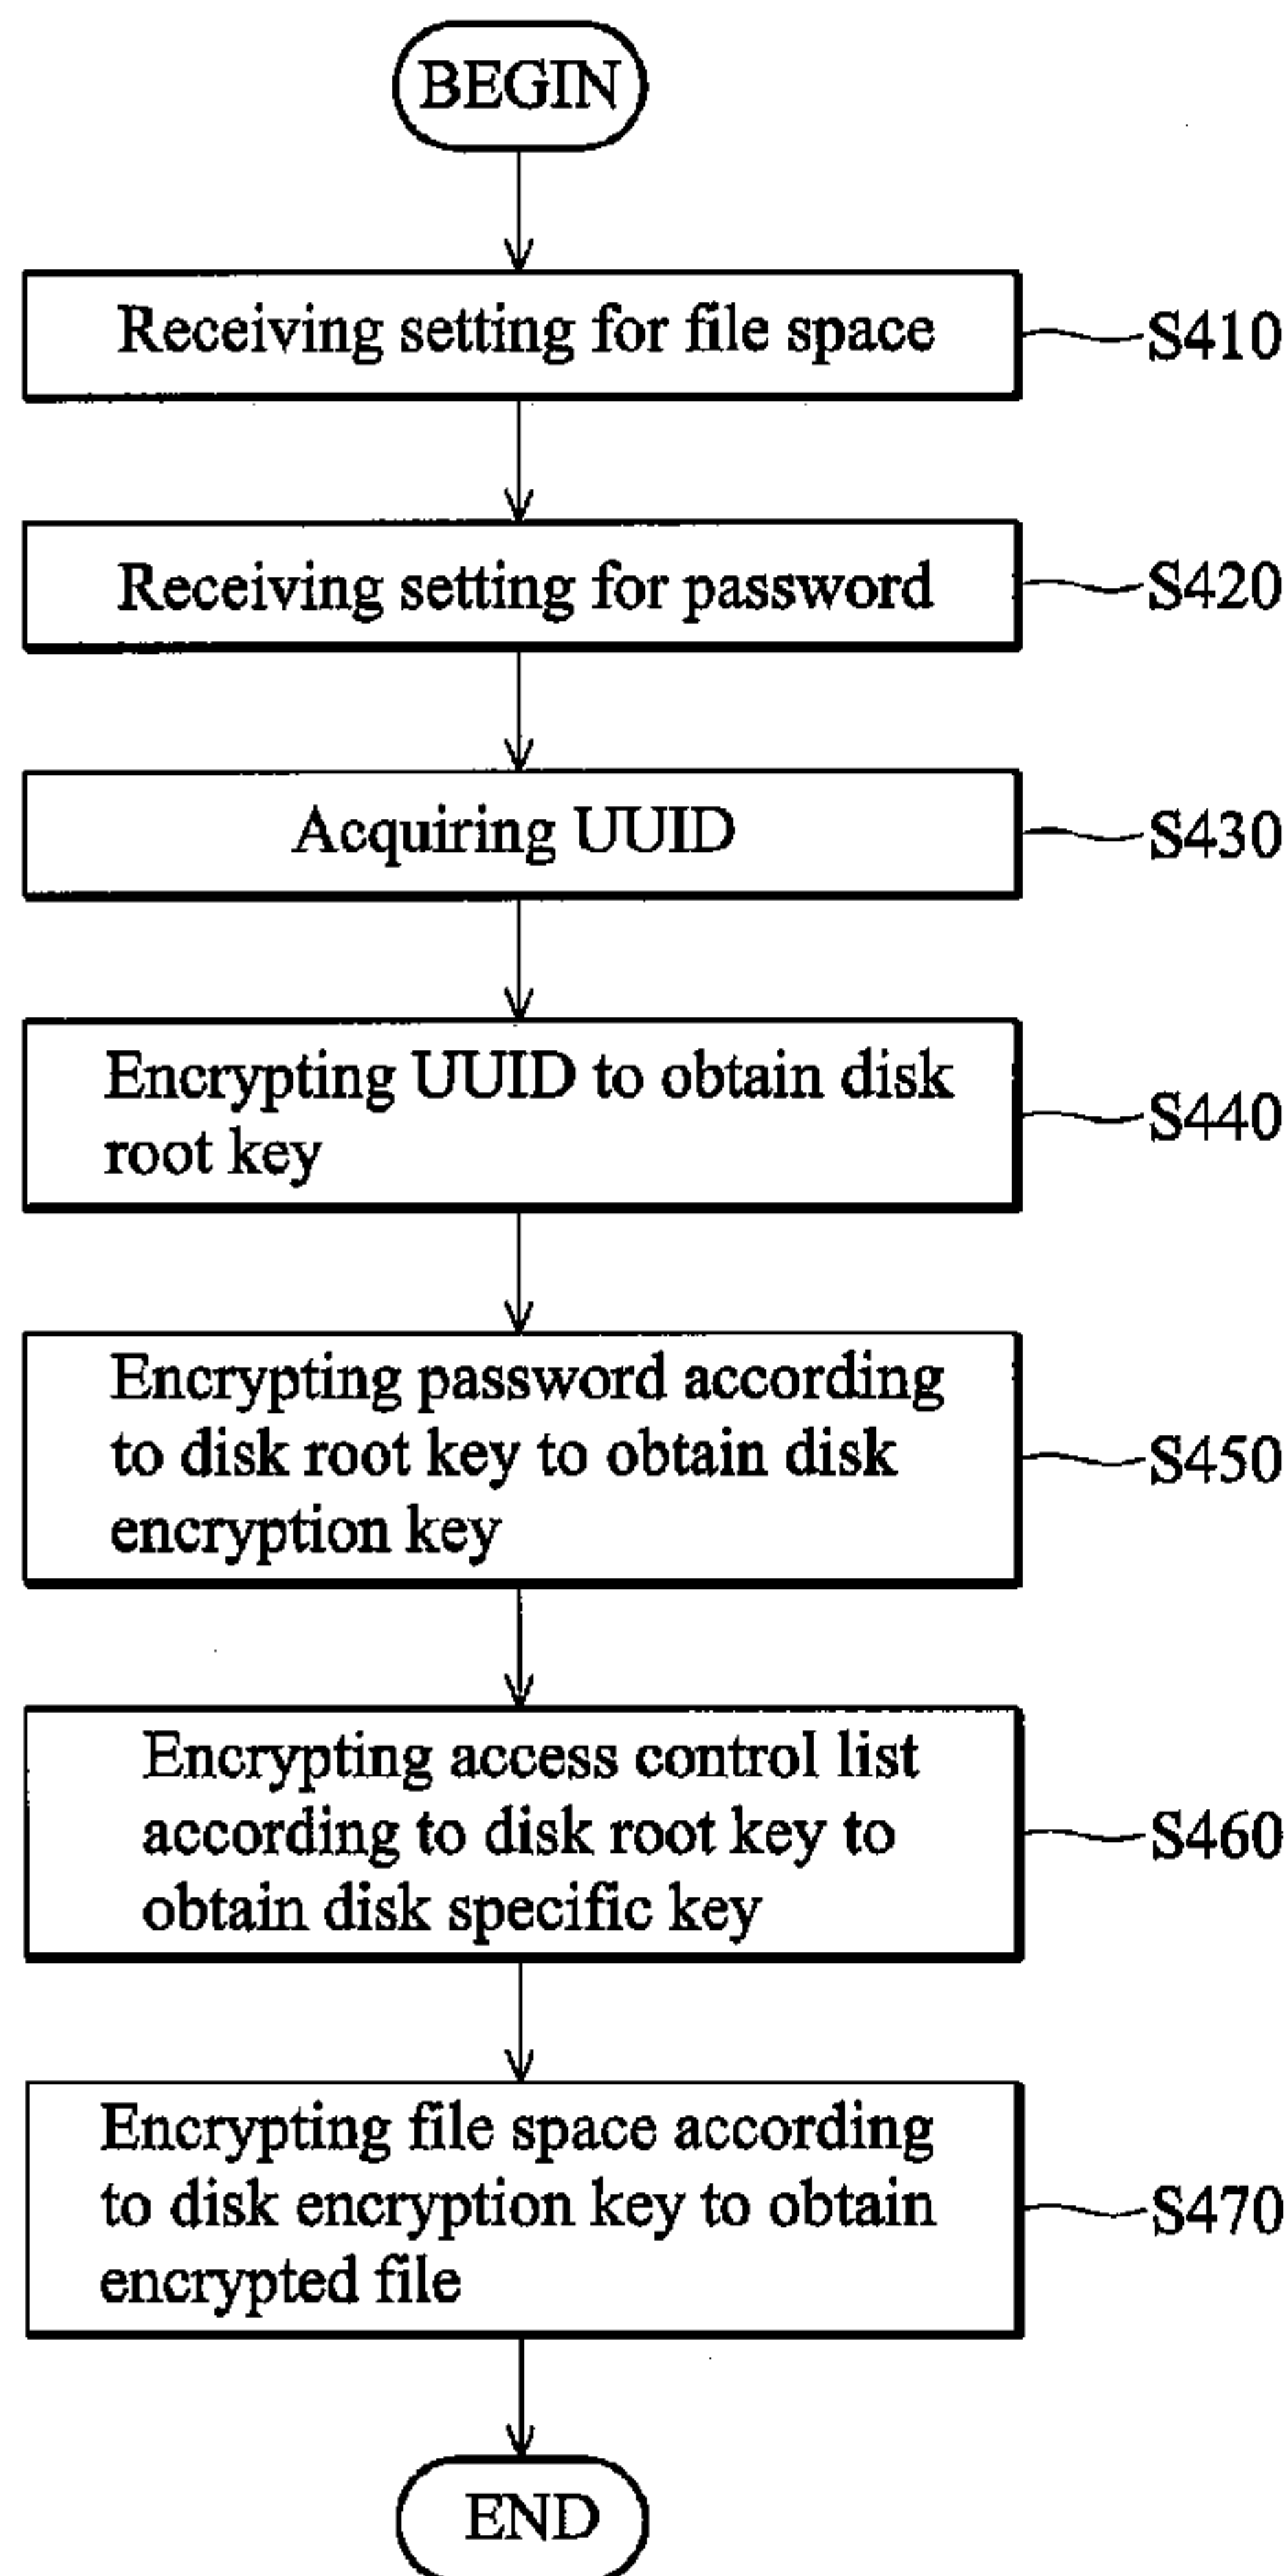 BEGIN
Receiving setting for file space
S410
Receiving setting for password
S420
Acquiring UUID
S430
Encrypting UUID to obtain disk
root key
S440
Encrypting password according
to disk root key to obtain disk
encryption key
S450
Encrypting access control list
according to disk root key to
obtain disk specific key
S460
Encrypting file space according
to disk encryption key to obtain
encrypted file
S470
END